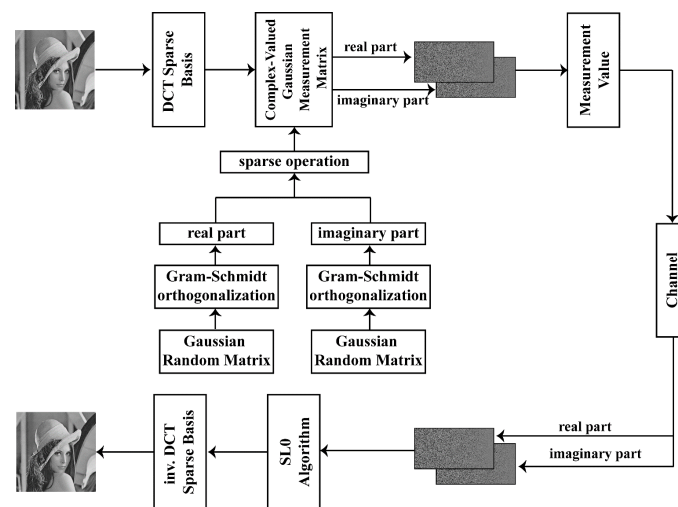 DCT Sparse
Basis
Complex-Valued
Gaussian
Measurement
Matrix
real part
imaginary part
Measurement
Value
sparse operation
real part
imaginary part
Gram-Schmidt
orthogonalization
Gram-Schmidt
orthogonalization
Gaussian
Random Matrix
Gaussian
Random Matrix
Channel
real part
imaginary part
SL0
Algorithm
inv. DCT
Sparse Basis